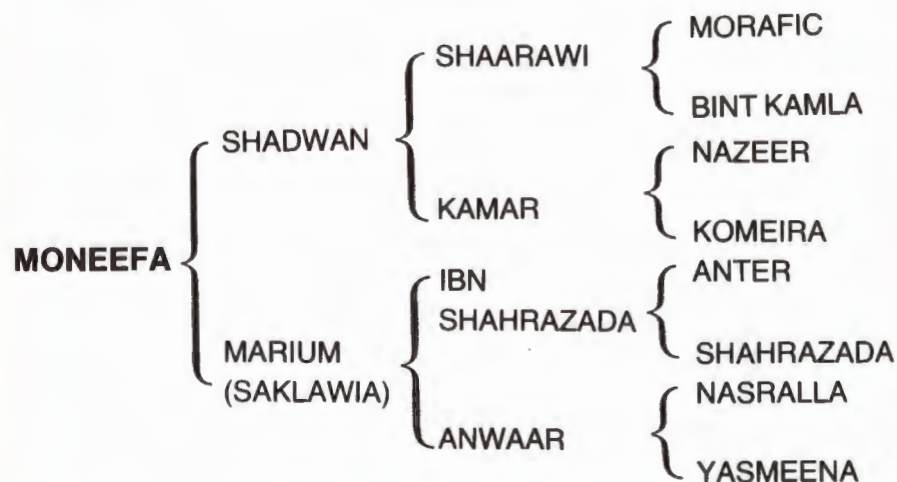 MORAFIC
SHAARAWI
BINT KAMLA
SHADWAN
NAZEER
KAMAR
KOMEIRA
MONEEFA
IBN
SHAHRAZADA
ANTER
MARIUM
(SAKLAWIA)
SHAHRAZADA
NASRALLA
ANWAAR
YASMEENA